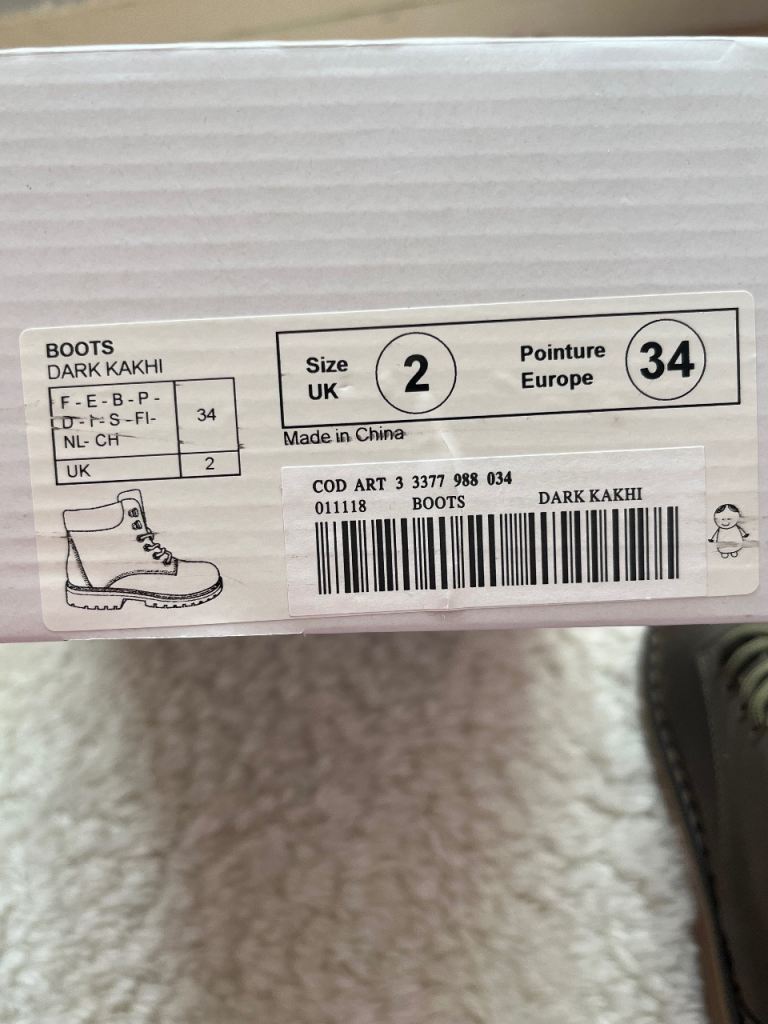 BOOTS
DARK KAKHI
F - E - B - P -
D - I - S - FI-
NL- CH
34
UK
2
Size
UK
2
Pointure
Europe
34
Made in China
COD ART 3 3377 988 034
011118 BOOTS DARK KAKHI